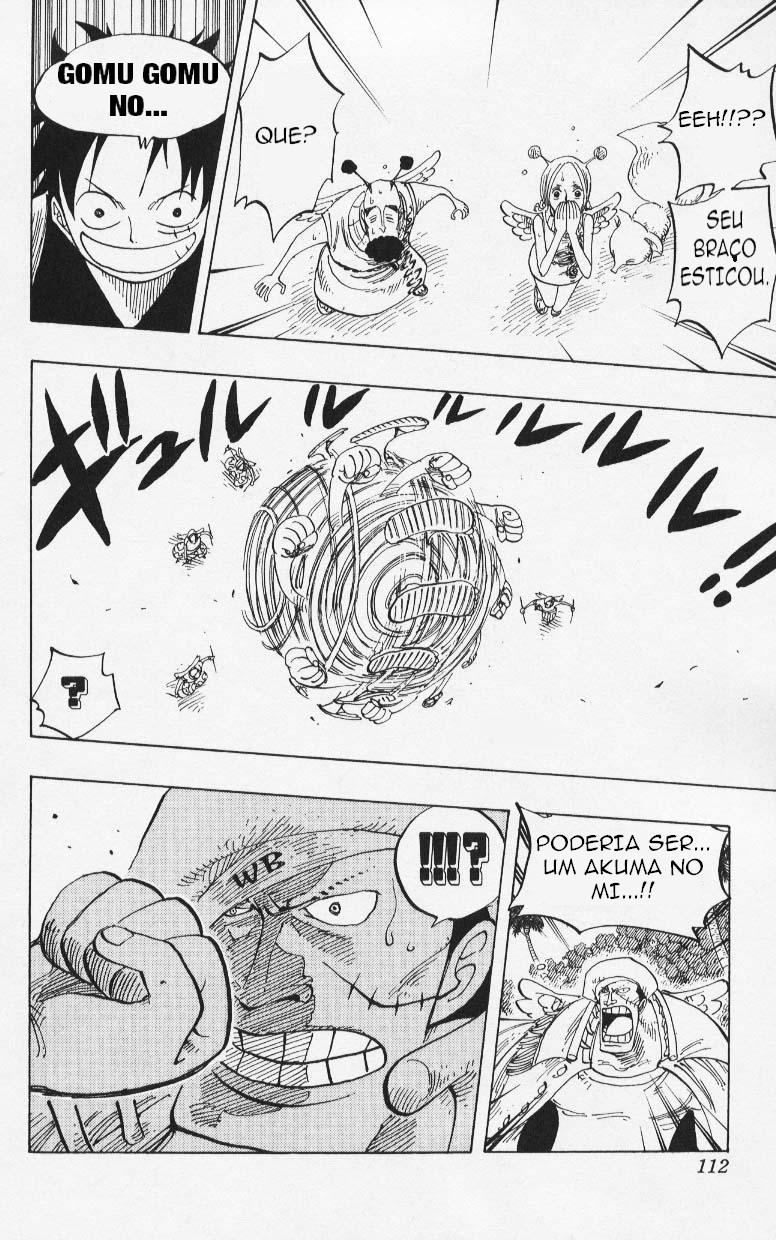 EEH!!??
SEU
BRAÇO
ESTICOU.
QUE?
GOMU GOMU
NO...
ギュルルルルルル!!
?
PODERIA SER...
UM AKUMA NO
MI...!!
!!!?
WB
112